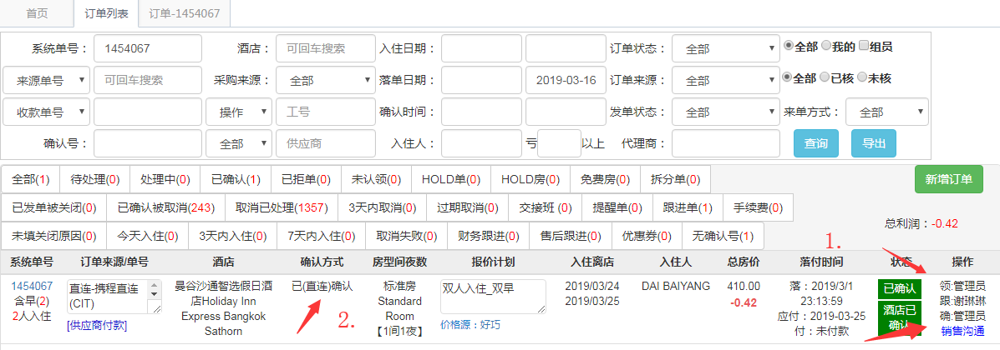 首页 订单列表 订单-1454067
系统单号： 1454067 酒店： 可回车搜索 入住日期： 订单状态： 全部 全部 我的 组员
来源单号 可回车搜索 采购来源： 全部 落单日期： 2019-03-16 订单来源： 全部 全部 已核 未核
收款单号 操作 工号 确认时间： 发单状态： 全部 来单方式： 全部
确认号： 全部 供应商 入住人： 亏 以上 代理商： 查询 导出
全部(1) 待处理(0) 处理中(0) 已确认(1) 已拒单(0) 未认领(0) HOLD单(0) HOLD房(0) 免费房(0) 拆分单(0) 新增订单
已发单被关闭(0) 已确认被取消(243) 取消已处理(1357) 3天内取消(0) 过期取消(0) 交接班 (0) 提醒单(0) 跟进单(1) 手续费(0)
总利润：-0.42
未填关闭原因(0) 今天入住(0) 3天内入住(0) 7天内入住(0) 取消失败(0) 财务跟进(0) 售后跟进(0) 优惠券(0) 无确认号(1)
1.
系统单号 订单来源/单号 酒店 确认方式 房型间夜数 报价计划 入住离店 入住人 总房价 落付时间 状态 操作
1454067
含早(2)
2人入住
直连-携程直连
(CIT)
[供应商付款]
曼谷沙通智选假日酒
店Holiday Inn
Express Bangkok
Sathorn
已(直连)确认
2.
标准房
Standard
Room
【1间1夜】
双人入住_双早
价格源：好巧
2019/03/24
2019/03/25
DAI BAIYANG
410.00
-0.42
落：2019/3/1
23:13:59
应付：2019-03-25
付：未付款
已确认
酒店已
确认
领:管理员
跟:谢琳琳
确:管理员
销售沟通